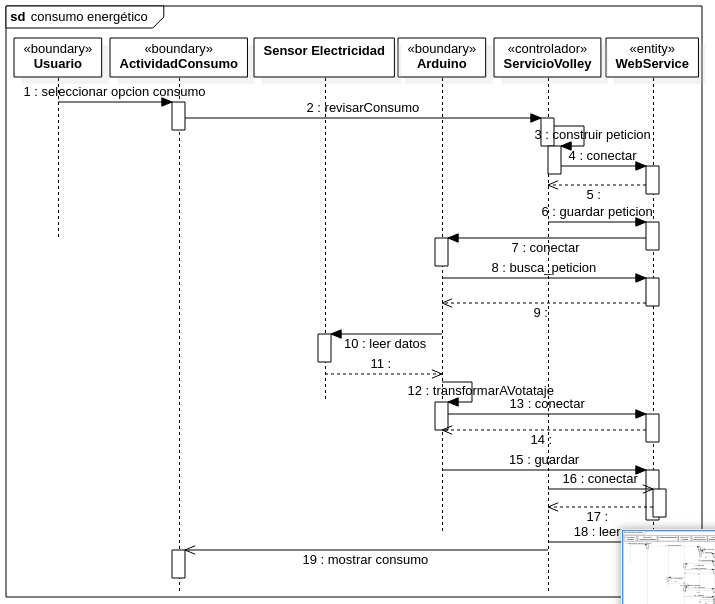 sd consumo energético
«boundary»
Usuario
«boundary»
ActividadConsumo
Sensor Electricidad
«boundary»
Arduino
«controlador»
ServicioVolley
«entity»
WebService
1 : seleccionar opcion consumo
2 : revisarConsumo
3 : construir peticion
4 : conectar
5 :
6 : guardar peticion
7 : conectar
8 : busca_peticion
9 :
10 : leer datos
11 :
12 : transformarAVotataje
13 : conectar
14 :
15 : guardar
16 : conectar
17 :
18 : leer
19 : mostrar consumo